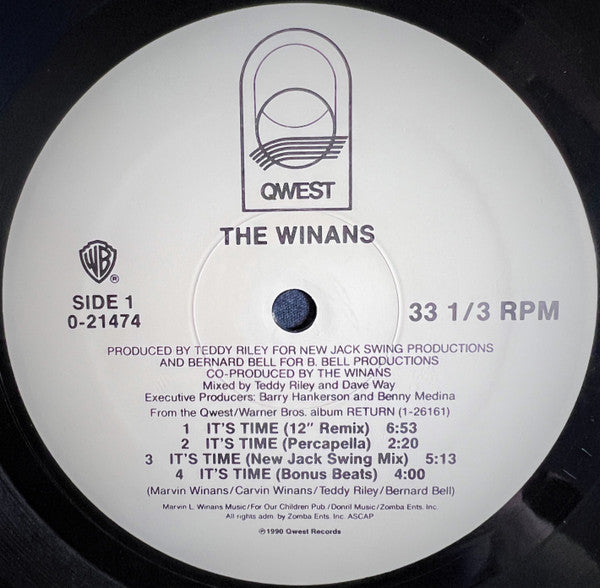 QWEST
THE WINANS
WB ®
SIDE 1
0-21474
33 1/3 RPM
PRODUCED BY TEDDY RILEY FOR NEW JACK SWING PRODUCTIONS
AND BERNARD BELL FOR B. BELL PRODUCTIONS
CO-PRODUCED BY THE WINANS
Mixed by Teddy Riley and Dave Way
Executive Producers: Barry Hankerson and Benny Medina
From the Qwest/Warner Bros. album RETURN (1-26161)
1 IT'S TIME (12" Remix) 6:53
2 IT'S TIME (Percapella) 2:20
3 IT'S TIME (New Jack Swing Mix) 5:13
4 IT'S TIME (Bonus Beats) 4:00
(Marvin Winans/Carvin Winans/Teddy Riley/Bernard Bell)
Marvin L. Winans Music/For Our Children Pub./Donril Music/Zomba Ents. Inc.
All rights adm. by Zomba Ents. Inc. ASCAP
℗1990 Qwest Records